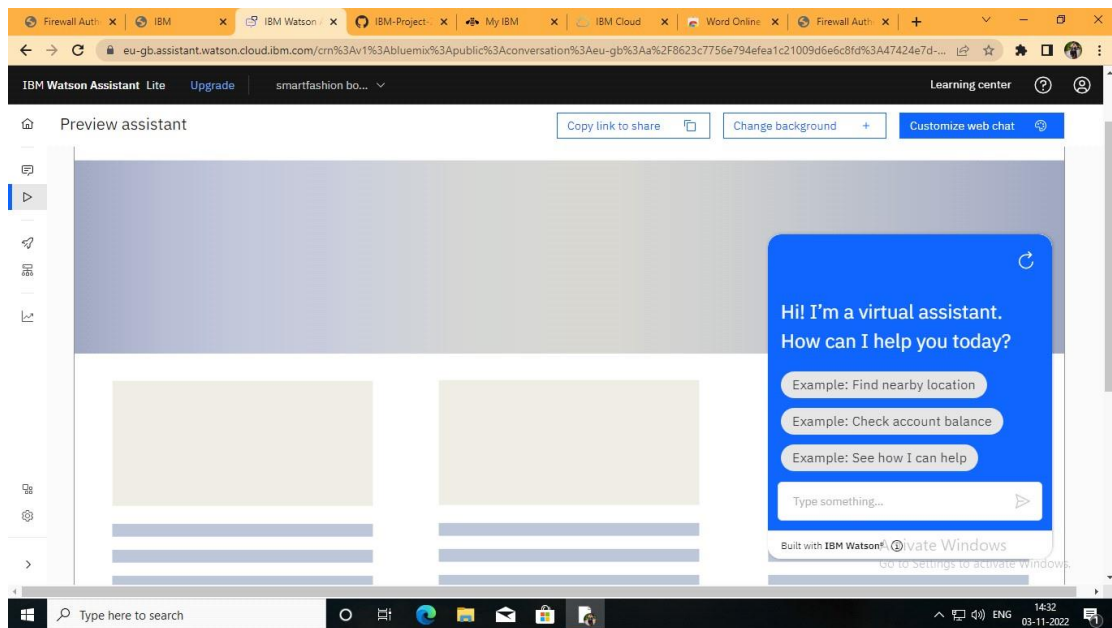 Firewall Auth
IBM
IBM Watson
IBM-Project-
My IBM
IBM Cloud
Word Online
Firewall Auth
eu-gb.assistant.watson.cloud.ibm.com/crn%3Av1%3Abluemix%3Apublic%3Aconversation%3Aeu-gb%3Aa%2F8623c7756e794efea1c21009d6e6c8fd%3A47424e7d-...
IBM Watson Assistant Lite Upgrade smartfashion bo... Learning center
Preview assistant Copy link to share Change background + Customize web chat
Hi! I'm a virtual assistant.
How can I help you today?
Example: Find nearby location
Example: Check account balance
Example: See how I can help
Type something...
Built with IBM Watson®
Activate Windows
Go to Settings to activate Windows.
Type here to search
ENG
14:32
03-11-2022